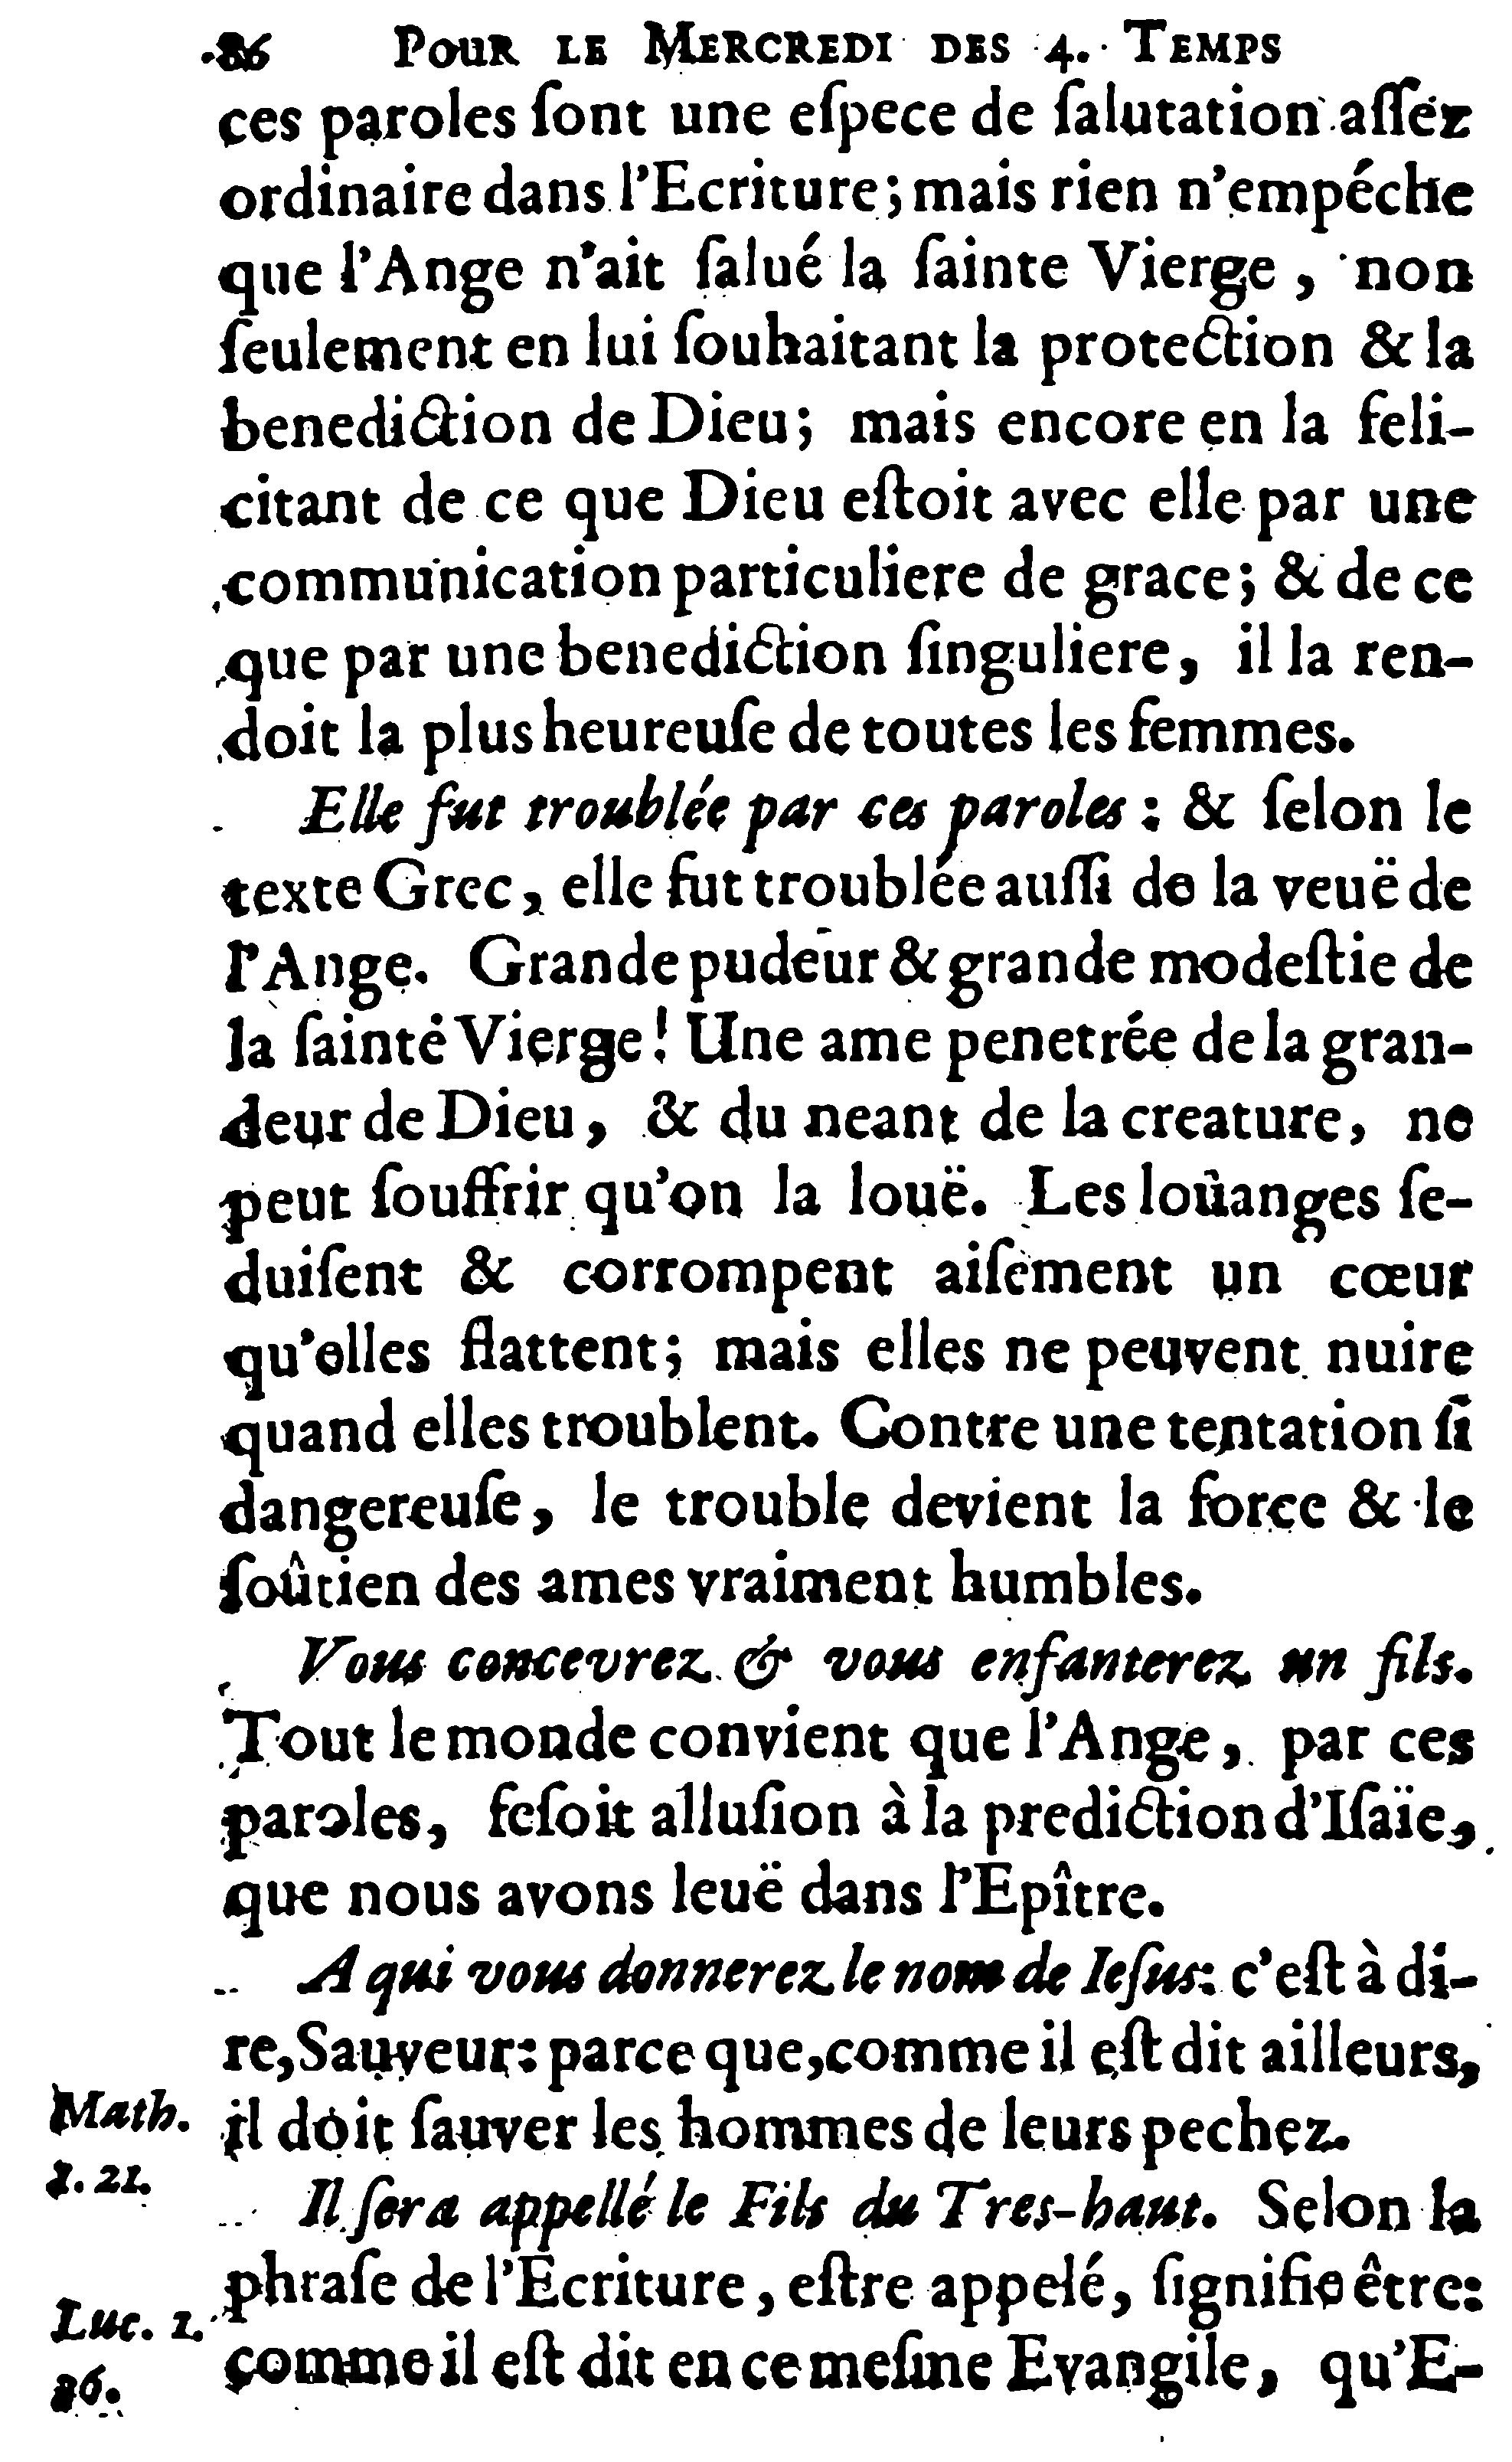 86 POUR LE MERCREDI DES 4. TEMPS
ces paroles ſont une eſpece de ſalutation aſſez
ordinaire dans l'Ecriture; mais rien n'empéche
que l'Ange n'ait ſalué la ſainte Vierge, non
ſeulement en lui ſouhaitant la protection & la
benediction de Dieu; mais encore en la feli-
citant de ce que Dieu eſtoit avec elle par une
communication particuliere de grace; & de ce
que par une benediction ſinguliere, il la ren-
doit la plus heureuſe de toutes les femmes.
Elle fut troublée par ces paroles: & ſelon le
texte Grec, elle fut troublée auſſi de la veuë de
l'Ange. Grande pudeur & grande modeſtie de
la ſainte Vierge! Une ame penetrée de la gran-
deur de Dieu, & du neant de la creature, ne
peut ſouffrir qu'on la louë. Les loüanges ſe-
duiſent & corrompent aiſément un cœur
qu'elles flattent; mais elles ne peuvent nuire
quand elles troublent. Contre une tentation ſi
dangereuſe, le trouble devient la force & le
ſoûtien des ames vraiment humbles.
Vous concevrez & vous enfanterez un fils.
Tout le monde convient que l'Ange, par ces
paroles, feſoit alluſion à la prediction d'Iſaïe,
que nous avons leuë dans l'Epître.
A qui vous donnerez le nom de Ieſus: c'eſt à di-
re, Sauveur: parce que, comme il eſt dit ailleurs,
Math. il doit ſauver les hommes de leurs pechez.
1. 21.
Il ſera appellé le Fils du Tres-haut. Selon la
phraſe de l'Ecriture, eſtre appelé, ſignifie être:
Luc. 1.
comme il eſt dit en ce meſme Evangile, qu'E-
36.